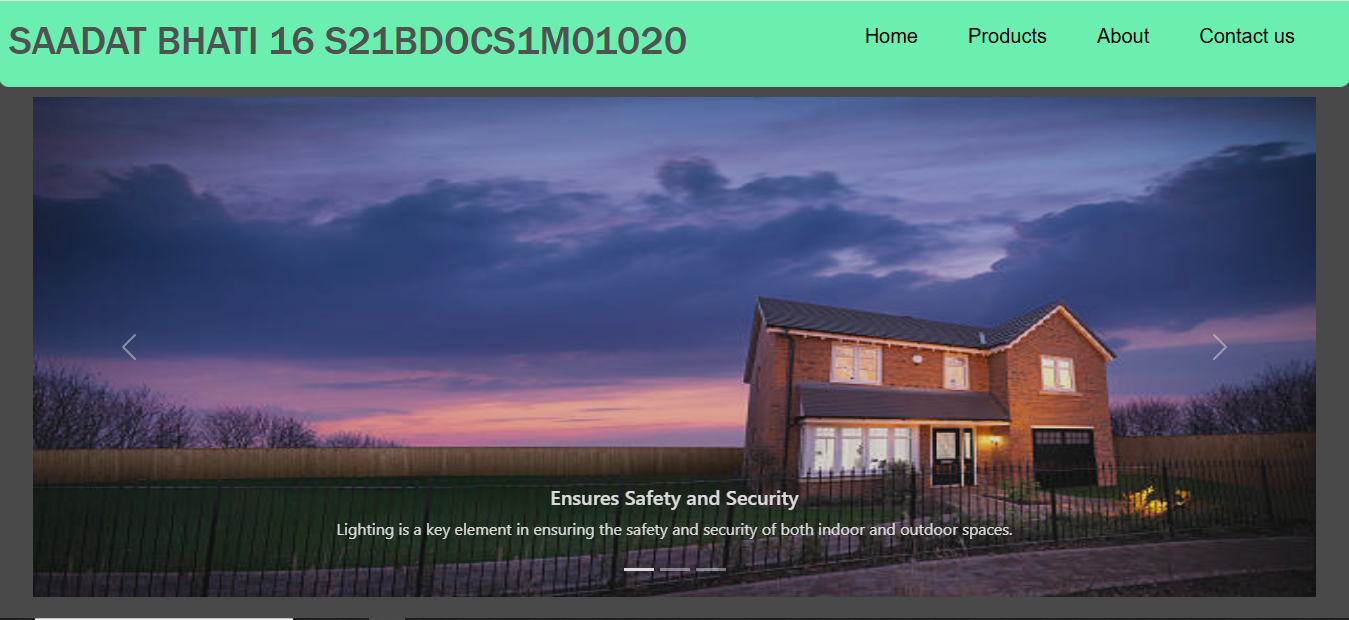 SAADAT BHATI 16 S21BDOCS1M01020
Home Products About Contact us
Ensures Safety and Security
Lighting is a key element in ensuring the safety and security of both indoor and outdoor spaces.